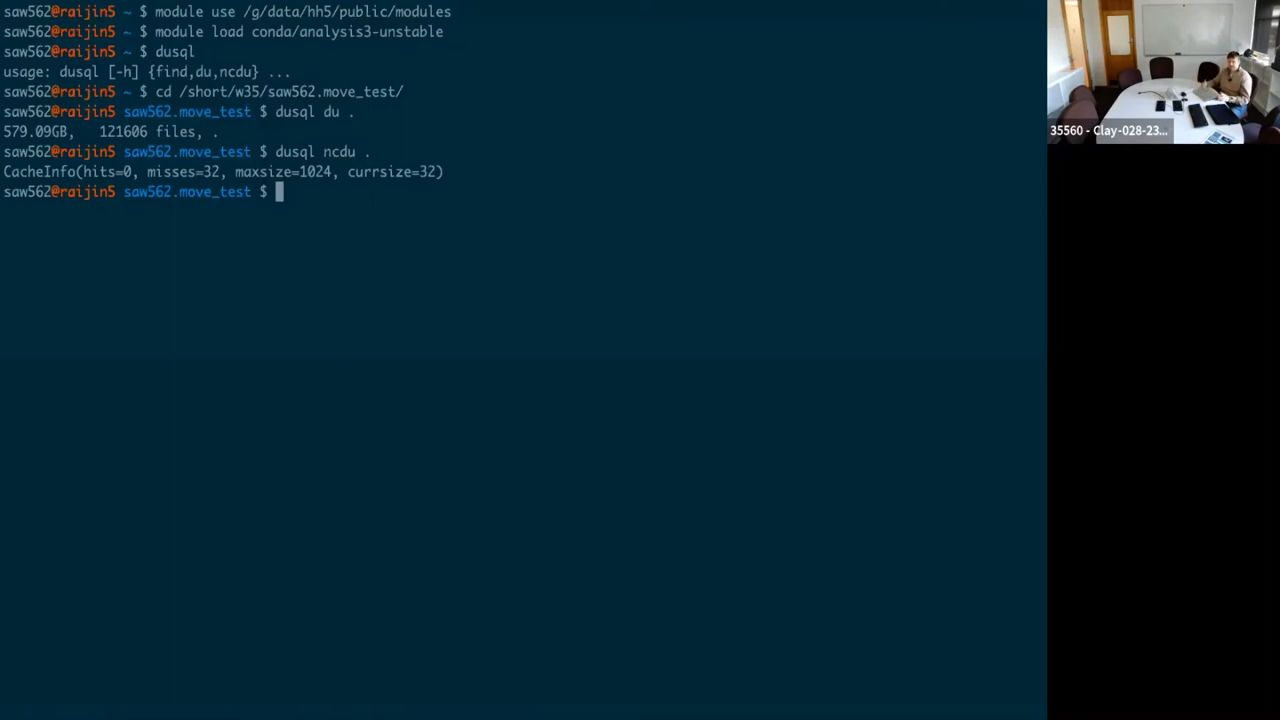 saw562@raijin5 ~ $ module use /g/data/hh5/public/modules
saw562@raijin5 ~ $ module load conda/analysis3-unstable
saw562@raijin5 ~ $ dusql
usage: dusql [-h] {find,du,ncdu} ...
saw562@raijin5 ~ $ cd /short/w35/saw562.move_test/
saw562@raijin5 saw562.move_test $ dusql du .
579.09GB,   121606 files, .
saw562@raijin5 saw562.move_test $ dusql ncdu .
CacheInfo(hits=0, misses=32, maxsize=1024, currsize=32)
saw562@raijin5 saw562.move_test $
35560 - Clay-028-23...